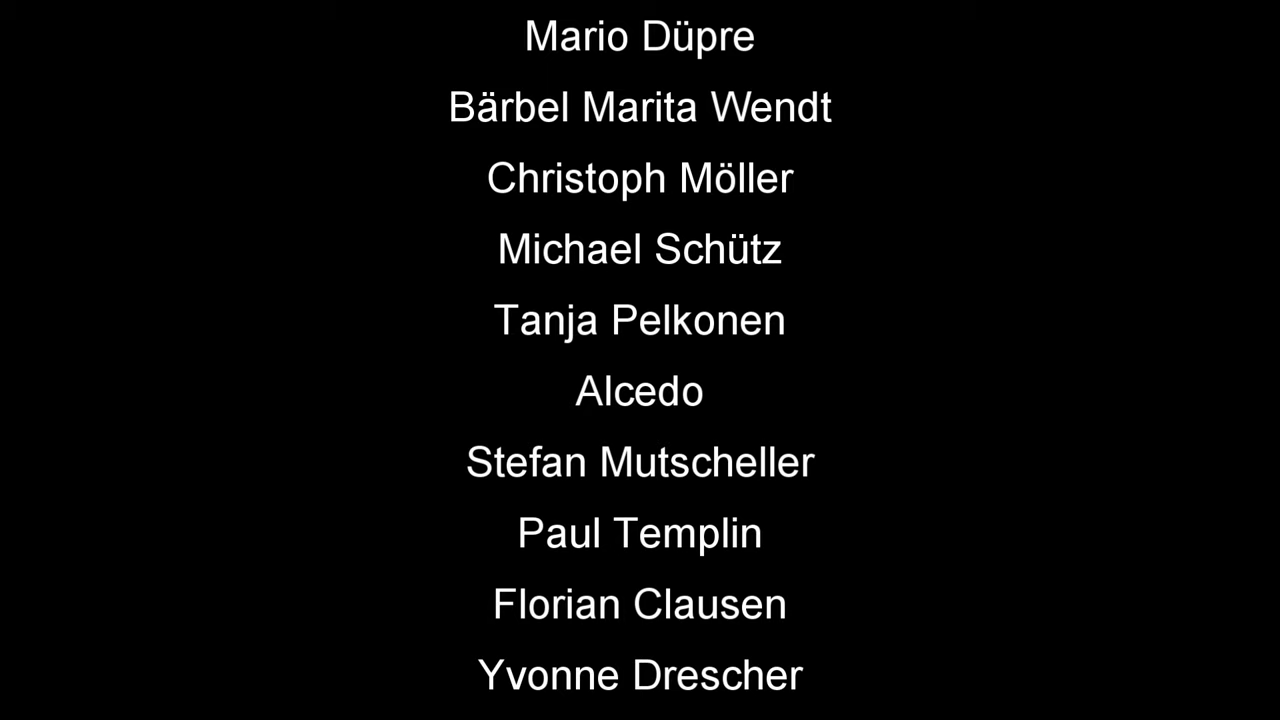 Mario Düpre
Bärbel Marita Wendt
Christoph Möller
Michael Schütz
Tanja Pelkonen
Alcedo
Stefan Mutscheller
Paul Templin
Florian Clausen
Yvonne Drescher